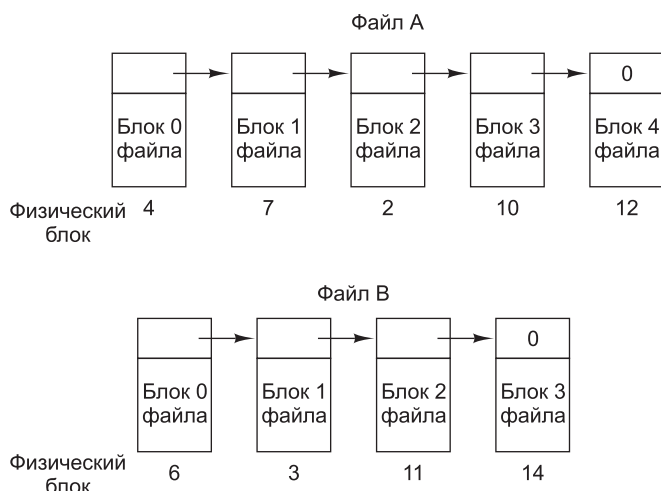 Файл A
0
Блок 0 Блок 1 Блок 2 Блок 3 Блок 4
файла файла файла файла файла
Физический 4 7 2 10 12
блок
Файл B
0
Блок 0 Блок 1 Блок 2 Блок 3
файла файла файла файла
Физический 6 3 11 14
блок